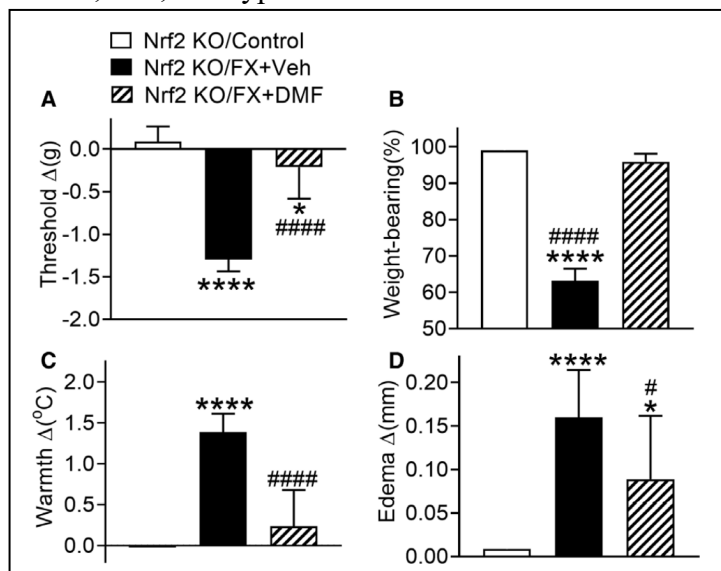 Nrf2 KO/Control
Nrf2 KO/FX+Veh
Nrf2 KO/FX+DMF
A
Threshold Δ(g)
0.0
-0.5
-1.0
-1.5
-2.0
****
*
####
B
Weight-bearing(%)
100
90
80
70
60
50
####
****
C
Warmth Δ(⁰C)
2.0
1.5
1.0
0.5
0.0
****
####
D
Edema Δ(mm)
0.20
0.15
0.10
0.05
0.00
****
#
*